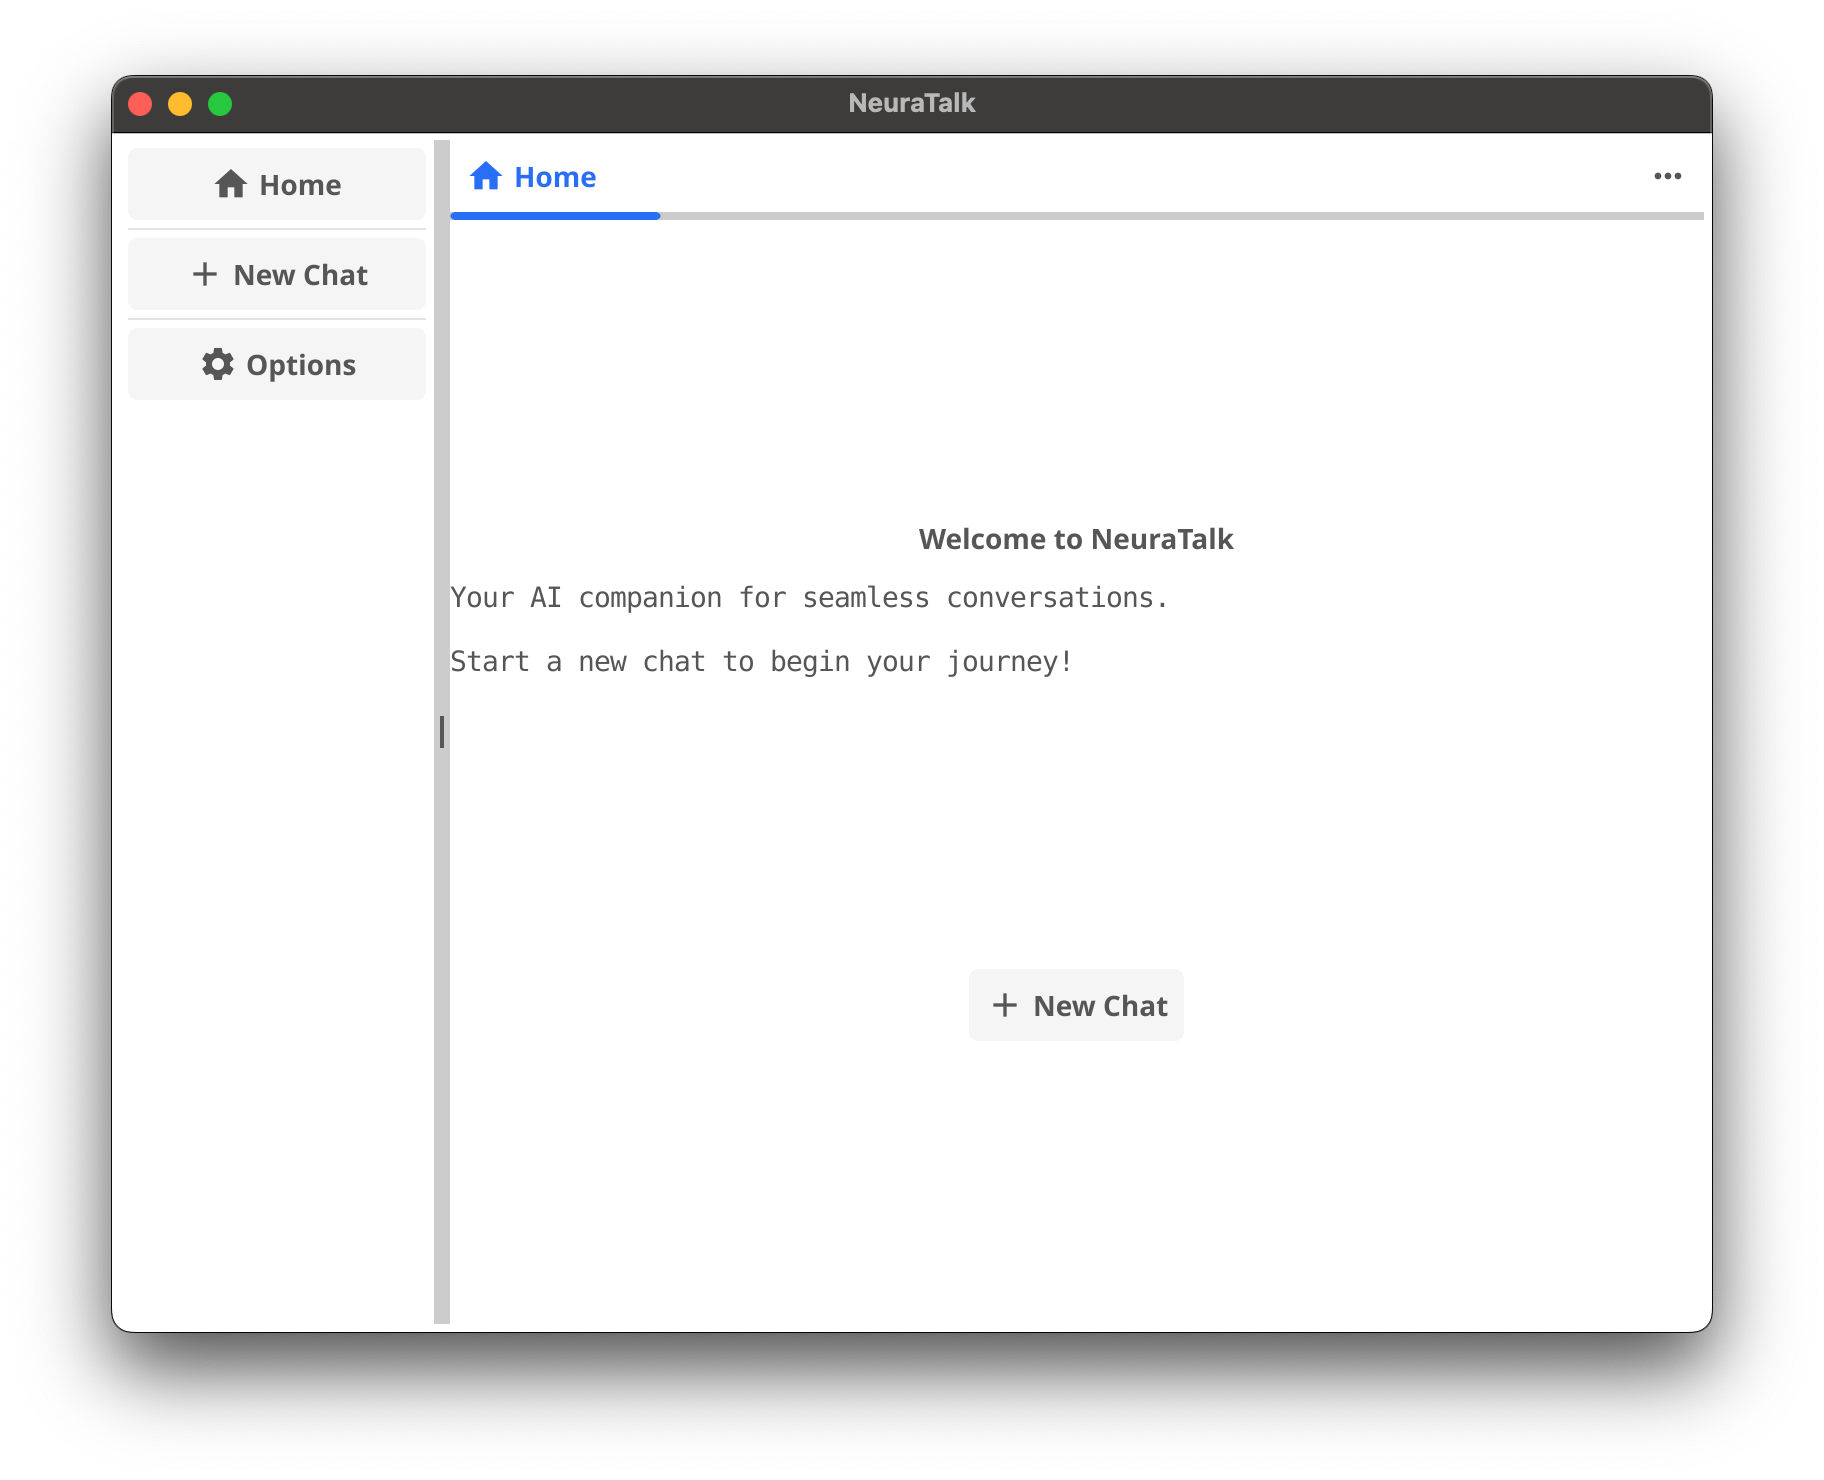 NeuraTalk
Home
New Chat
Options
Home
Welcome to NeuraTalk
Your AI companion for seamless conversations.
Start a new chat to begin your journey!
New Chat